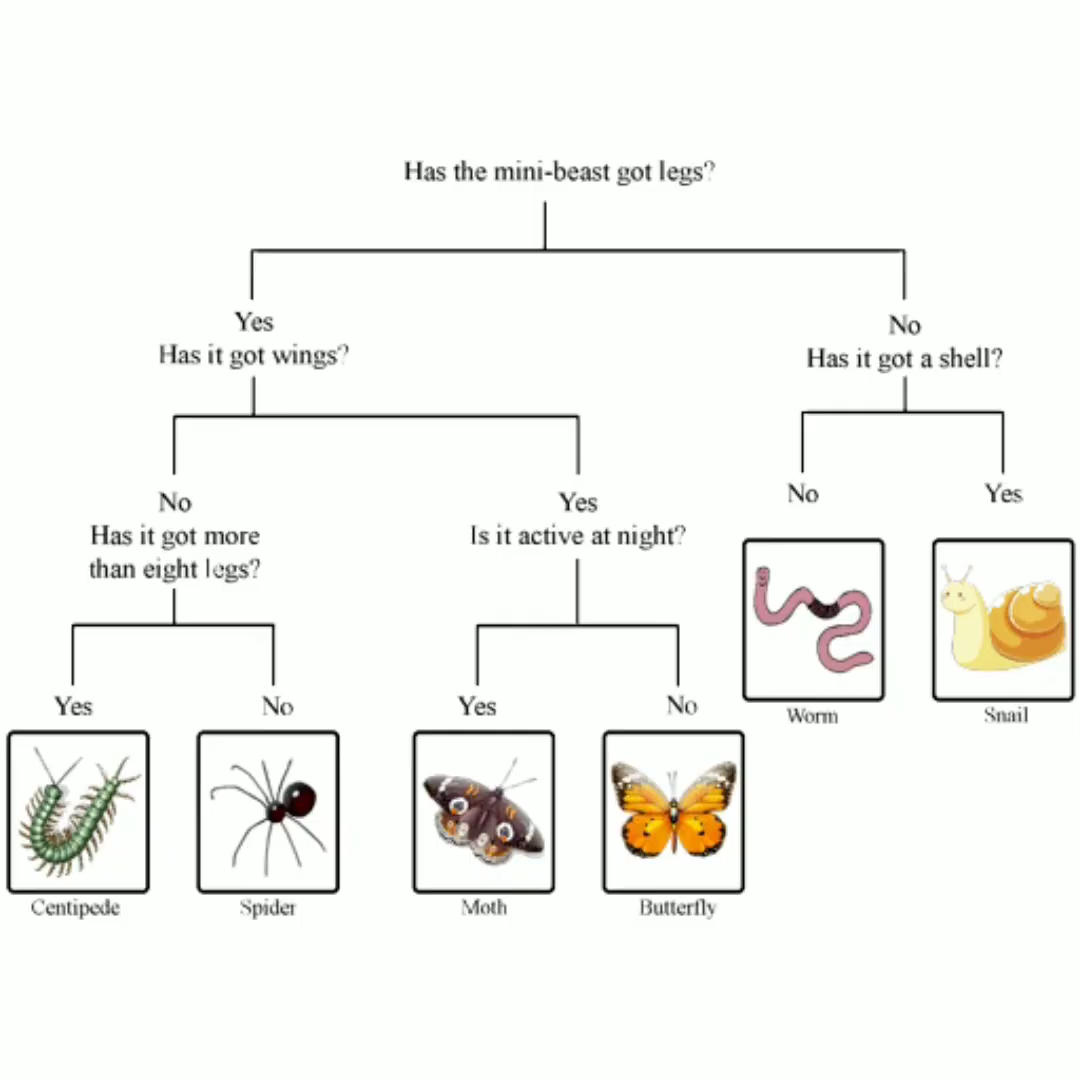 Has the mini-beast got legs?
Yes
Has it got wings?
No
Has it got a shell?
No
Has it got more
than eight legs?
Yes
Is it active at night?
No
Yes
Yes
No
Yes
No
Worm
Snail
Centipede
Spider
Moth
Butterfly